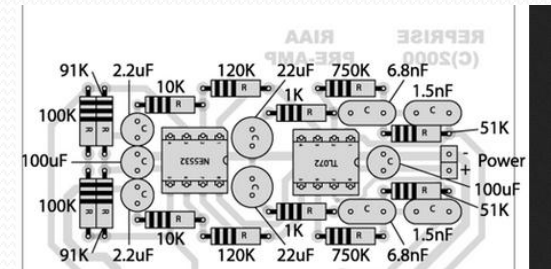 RIAA REPRISE
PRE-AMP (C)2000
91K 2.2uF 120K 22uF 750K 6.8nF
10K 1K 1.5nF
R R R R
C C C
100K C R 51K
R R C
100uF C NE5532 TL072 C - Power
+
100uF
R R C R
100K C 51K
R R C C
10K 1K 1.5nF
R R
91K 2.2uF 120K 22uF 750K 6.8nF